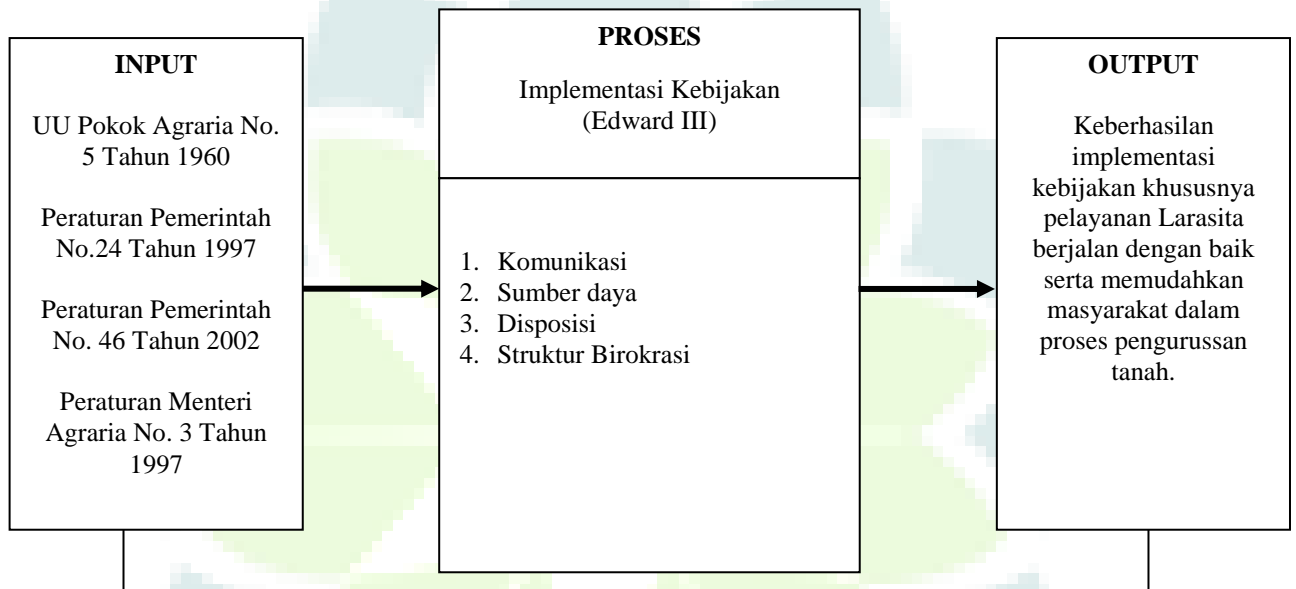 INPUT
UU Pokok Agraria No.
5 Tahun 1960
Peraturan Pemerintah
No.24 Tahun 1997
Peraturan Pemerintah
No. 46 Tahun 2002
Peraturan Menteri
Agraria No. 3 Tahun
1997
PROSES
Implementasi Kebijakan
(Edward III)
1. Komunikasi
2. Sumber daya
3. Disposisi
4. Struktur Birokrasi
OUTPUT
Keberhasilan
implementasi
kebijakan khususnya
pelayanan Larasita
berjalan dengan baik
serta memudahkan
masyarakat dalam
proses pengurussan
tanah.